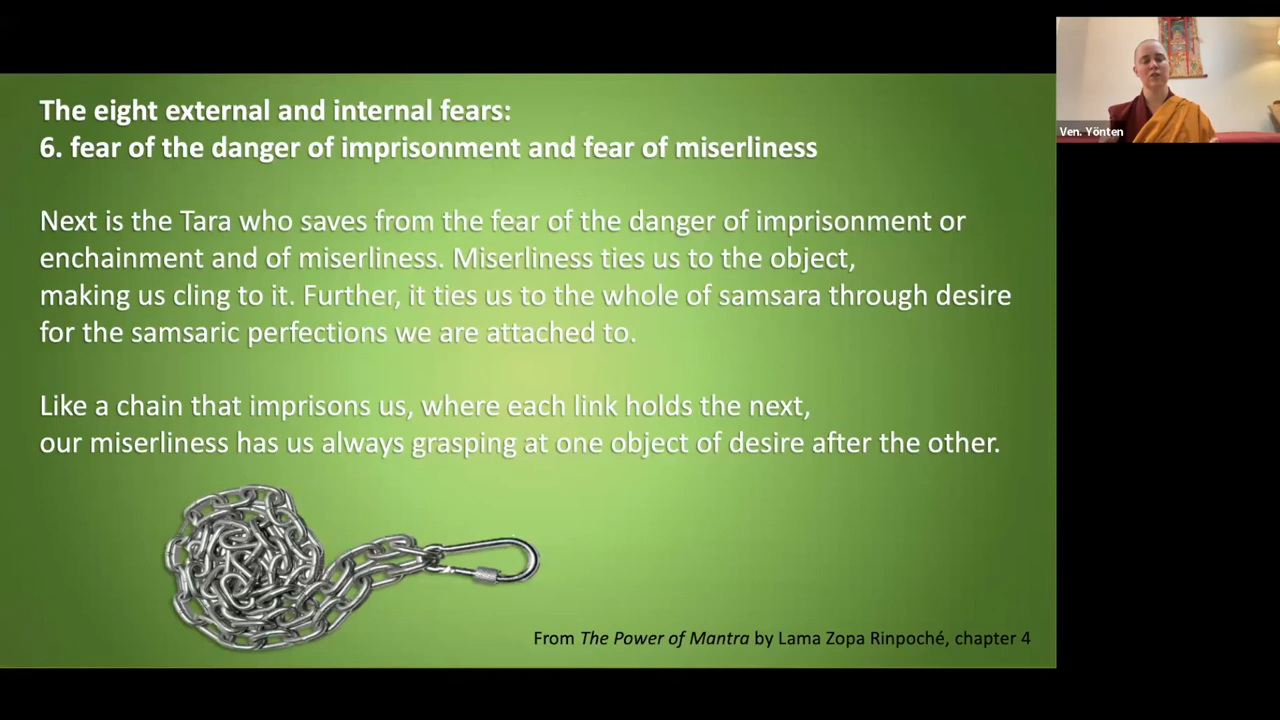 The eight external and internal fears:
6. fear of the danger of imprisonment and fear of miserliness
Next is the Tara who saves from the fear of the danger of imprisonment or
enchainment and of miserliness. Miserliness ties us to the object,
making us cling to it. Further, it ties us to the whole of samsara through desire
for the samsaric perfections we are attached to.
Like a chain that imprisons us, where each link holds the next,
our miserliness has us always grasping at one object of desire after the other.
From The Power of Mantra by Lama Zopa Rinpoché, chapter 4
Ven. Yönten